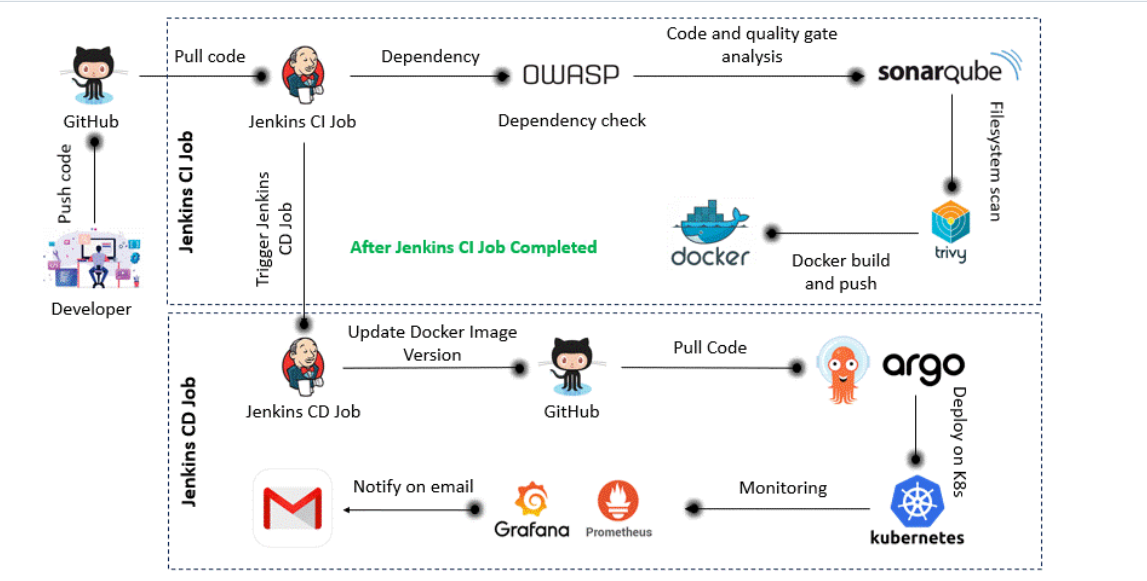 Pull code
Dependency
Code and quality gate
analysis
OWASP
sonarqube
GitHub
Jenkins CI Job
Dependency check
Jenkins CI Job
Push code
Filesystem scan
Trigger Jenkins
CD Job
After Jenkins CI Job Completed
docker
trivy
Docker build
and push
Developer
Update Docker Image
Version
Pull Code
argo
Jenkins CD Job
GitHub
Jenkins CD Job
Deploy on K8s
Notify on email
Monitoring
Grafana
Prometheus
kubernetes